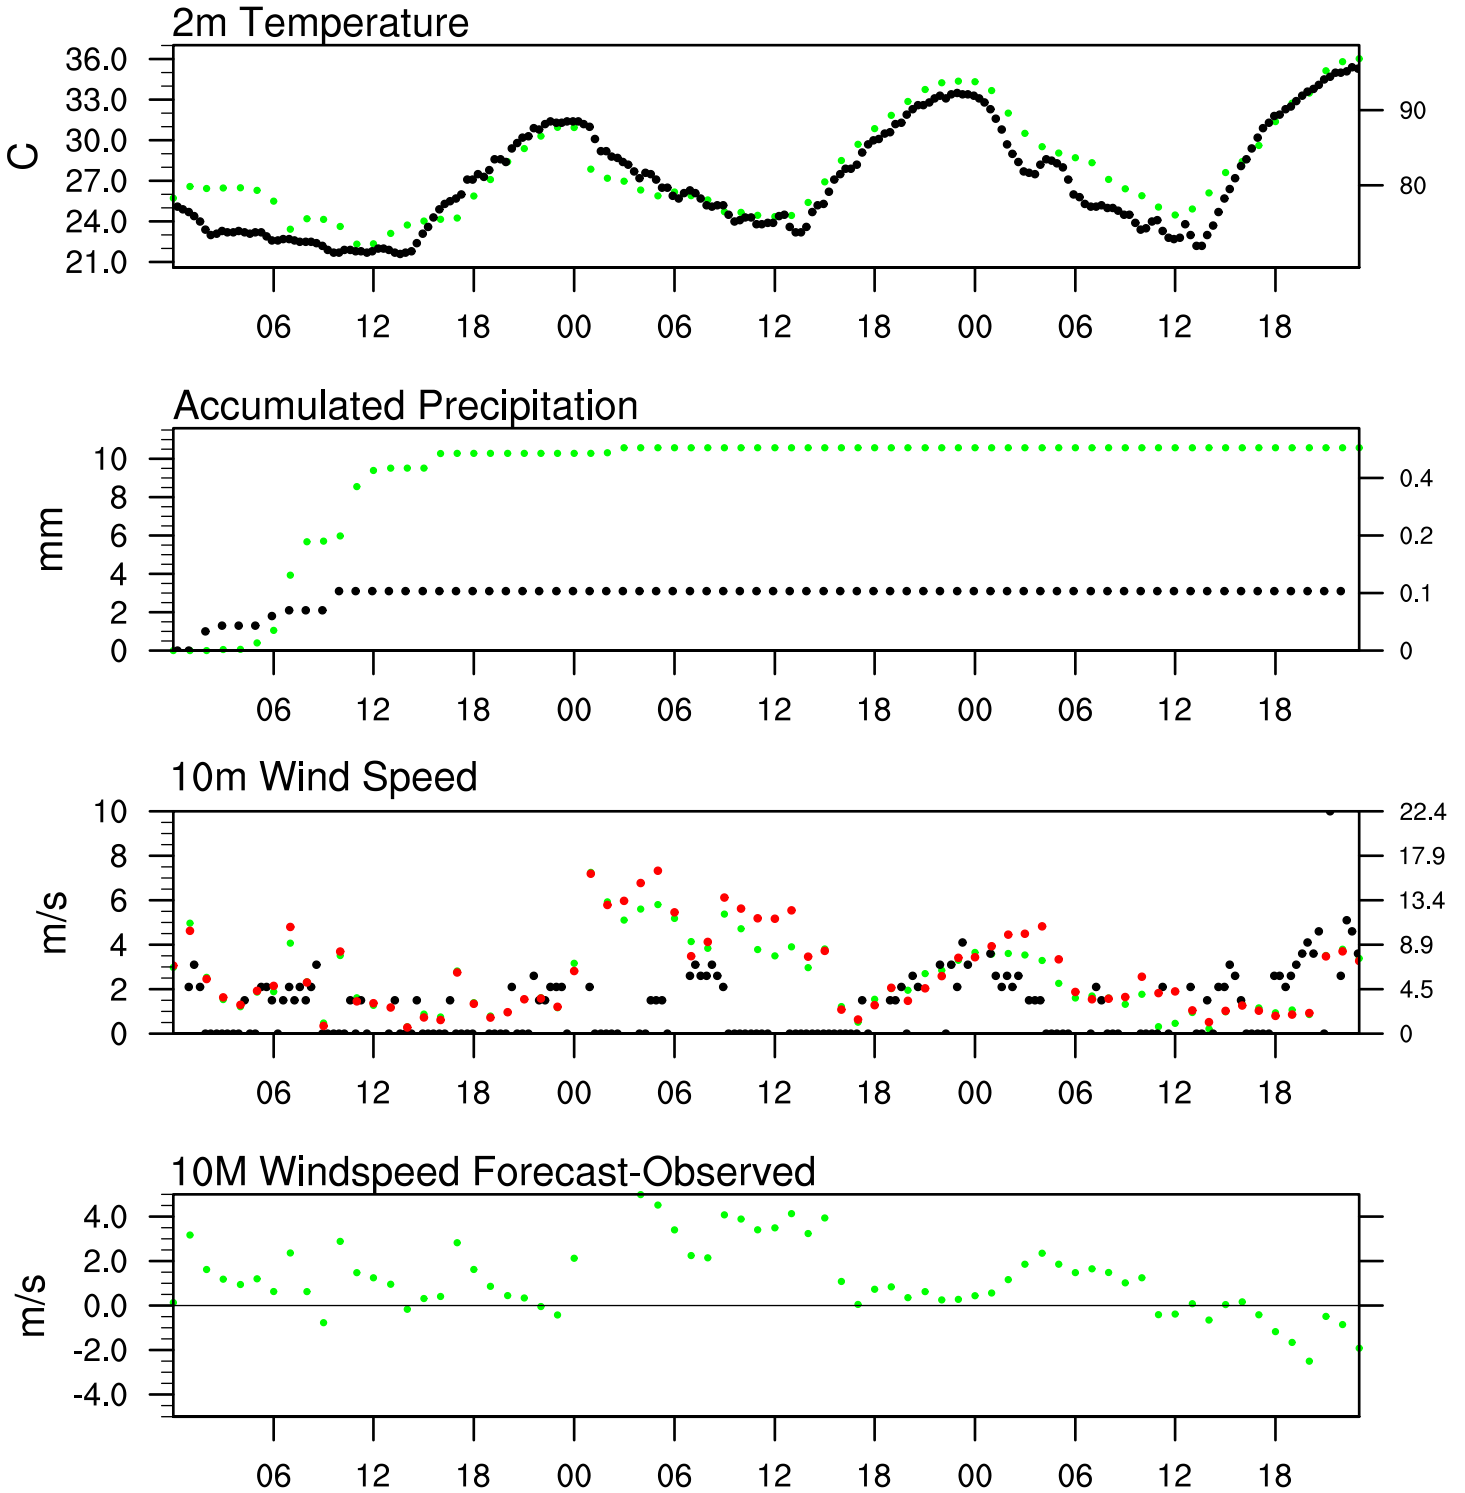 2m Temperature
36.0
33.0
30.0
27.0
24.0
21.0
C
90
80
06 12 18 00 06 12 18 00 06 12 18
Accumulated Precipitation
10
8
6
4
2
0
mm
0.4
0.2
0.1
0
06 12 18 00 06 12 18 00 06 12 18
10m Wind Speed
10
8
6
4
2
0
m/s
22.4
17.9
13.4
8.9
4.5
0
06 12 18 00 06 12 18 00 06 12 18
10M Windspeed Forecast-Observed
4.0
2.0
0.0
-2.0
-4.0
m/s
06 12 18 00 06 12 18 00 06 12 18